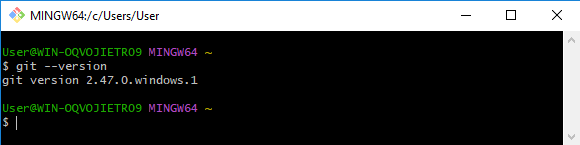 MINGW64:/c/Users/User
User@WIN-OQVOJIETRO9 MINGW64 ~
$ git --version
git version 2.47.0.windows.1
User@WIN-OQVOJIETRO9 MINGW64 ~
$